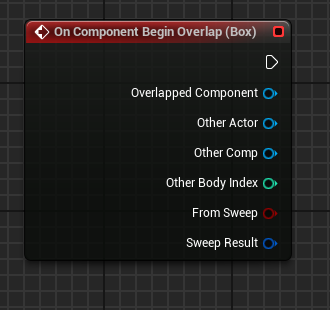 On Component Begin Overlap (Box)
Overlapped Component
Other Actor
Other Comp
Other Body Index
From Sweep
Sweep Result